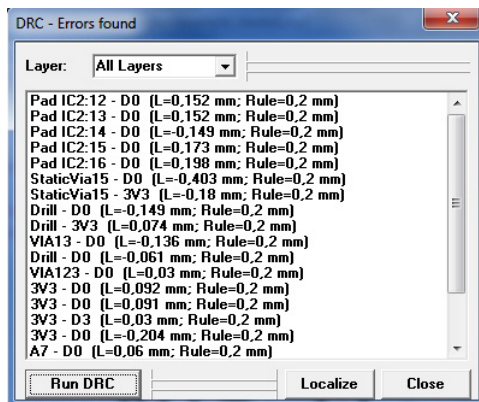 DRC - Errors found
Layer: All Layers
Pad IC2:12 - D0 (L=0,152 mm; Rule=0,2 mm)
Pad IC2:13 - D0 (L=0,152 mm; Rule=0,2 mm)
Pad IC2:14 - D0 (L=-0,149 mm; Rule=0,2 mm)
Pad IC2:15 - D0 (L=0,173 mm; Rule=0,2 mm)
Pad IC2:16 - D0 (L=0,198 mm; Rule=0,2 mm)
StaticVia15 - D0 (L=-0,403 mm; Rule=0,2 mm)
StaticVia15 - 3V3 (L=-0,18 mm; Rule=0,2 mm)
Drill - D0 (L=-0,149 mm; Rule=0,2 mm)
Drill - 3V3 (L=0,074 mm; Rule=0,2 mm)
VIA13 - D0 (L=-0,136 mm; Rule=0,2 mm)
Drill - D0 (L=-0,061 mm; Rule=0,2 mm)
VIA123 - D0 (L=0,03 mm; Rule=0,2 mm)
3V3 - D0 (L=0,092 mm; Rule=0,2 mm)
3V3 - D0 (L=0,091 mm; Rule=0,2 mm)
3V3 - D3 (L=0,03 mm; Rule=0,2 mm)
3V3 - D0 (L=-0,204 mm; Rule=0,2 mm)
A7 - D0 (L=0,06 mm; Rule=0,2 mm)
Run DRC Localize Close